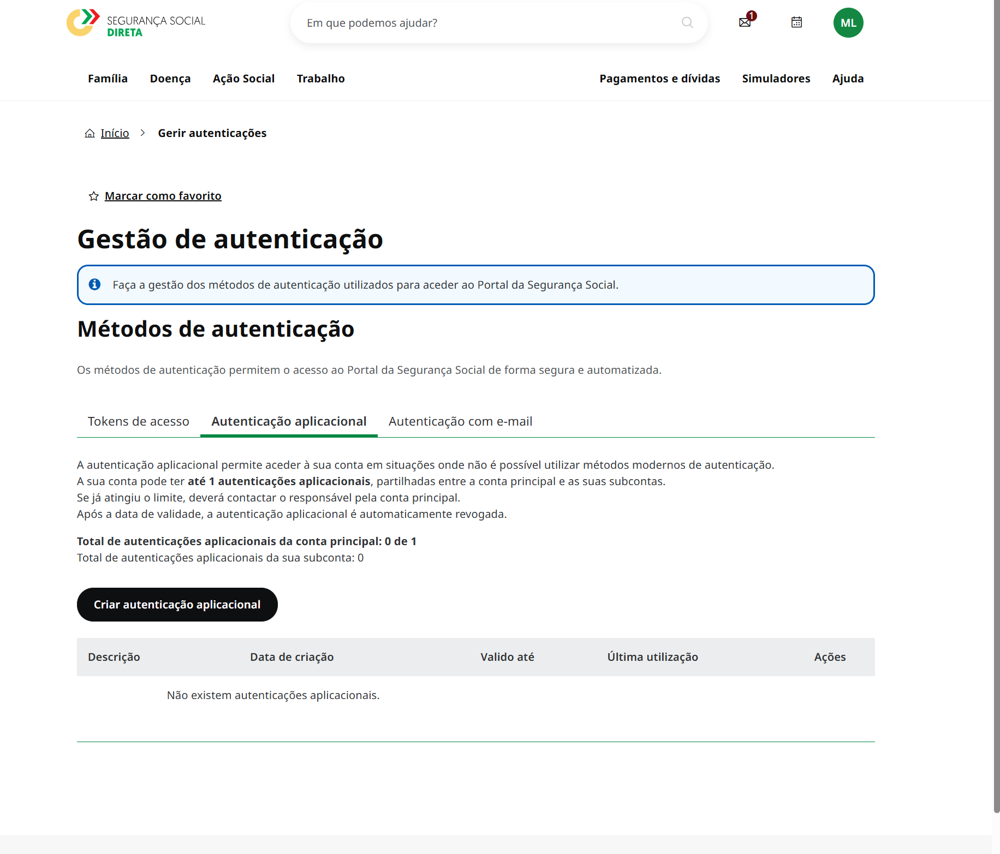 SEGURANÇA SOCIAL
DIRETA
Em que podemos ajudar?
1
ML
Família
Doença
Ação Social
Trabalho
Pagamentos e dívidas
Simuladores
Ajuda
Início
Gerir autenticações
Marcar como favorito
Gestão de autenticação
Faça a gestão dos métodos de autenticação utilizados para aceder ao Portal da Segurança Social.
Métodos de autenticação
Os métodos de autenticação permitem o acesso ao Portal da Segurança Social de forma segura e automatizada.
Tokens de acesso
Autenticação aplicacional
Autenticação com e-mail
A autenticação aplicacional permite aceder à sua conta em situações onde não é possível utilizar métodos modernos de autenticação.
A sua conta pode ter até 1 autenticações aplicacionais, partilhadas entre a conta principal e as suas subcontas.
Se já atingiu o limite, deverá contactar o responsável pela conta principal.
Após a data de validade, a autenticação aplicacional é automaticamente revogada.
Total de autenticações aplicacionais da conta principal: 0 de 1
Total de autenticações aplicacionais da sua subconta: 0
Criar autenticação aplicacional
Descrição
Data de criação
Valido até
Última utilização
Ações
Não existem autenticações aplicacionais.